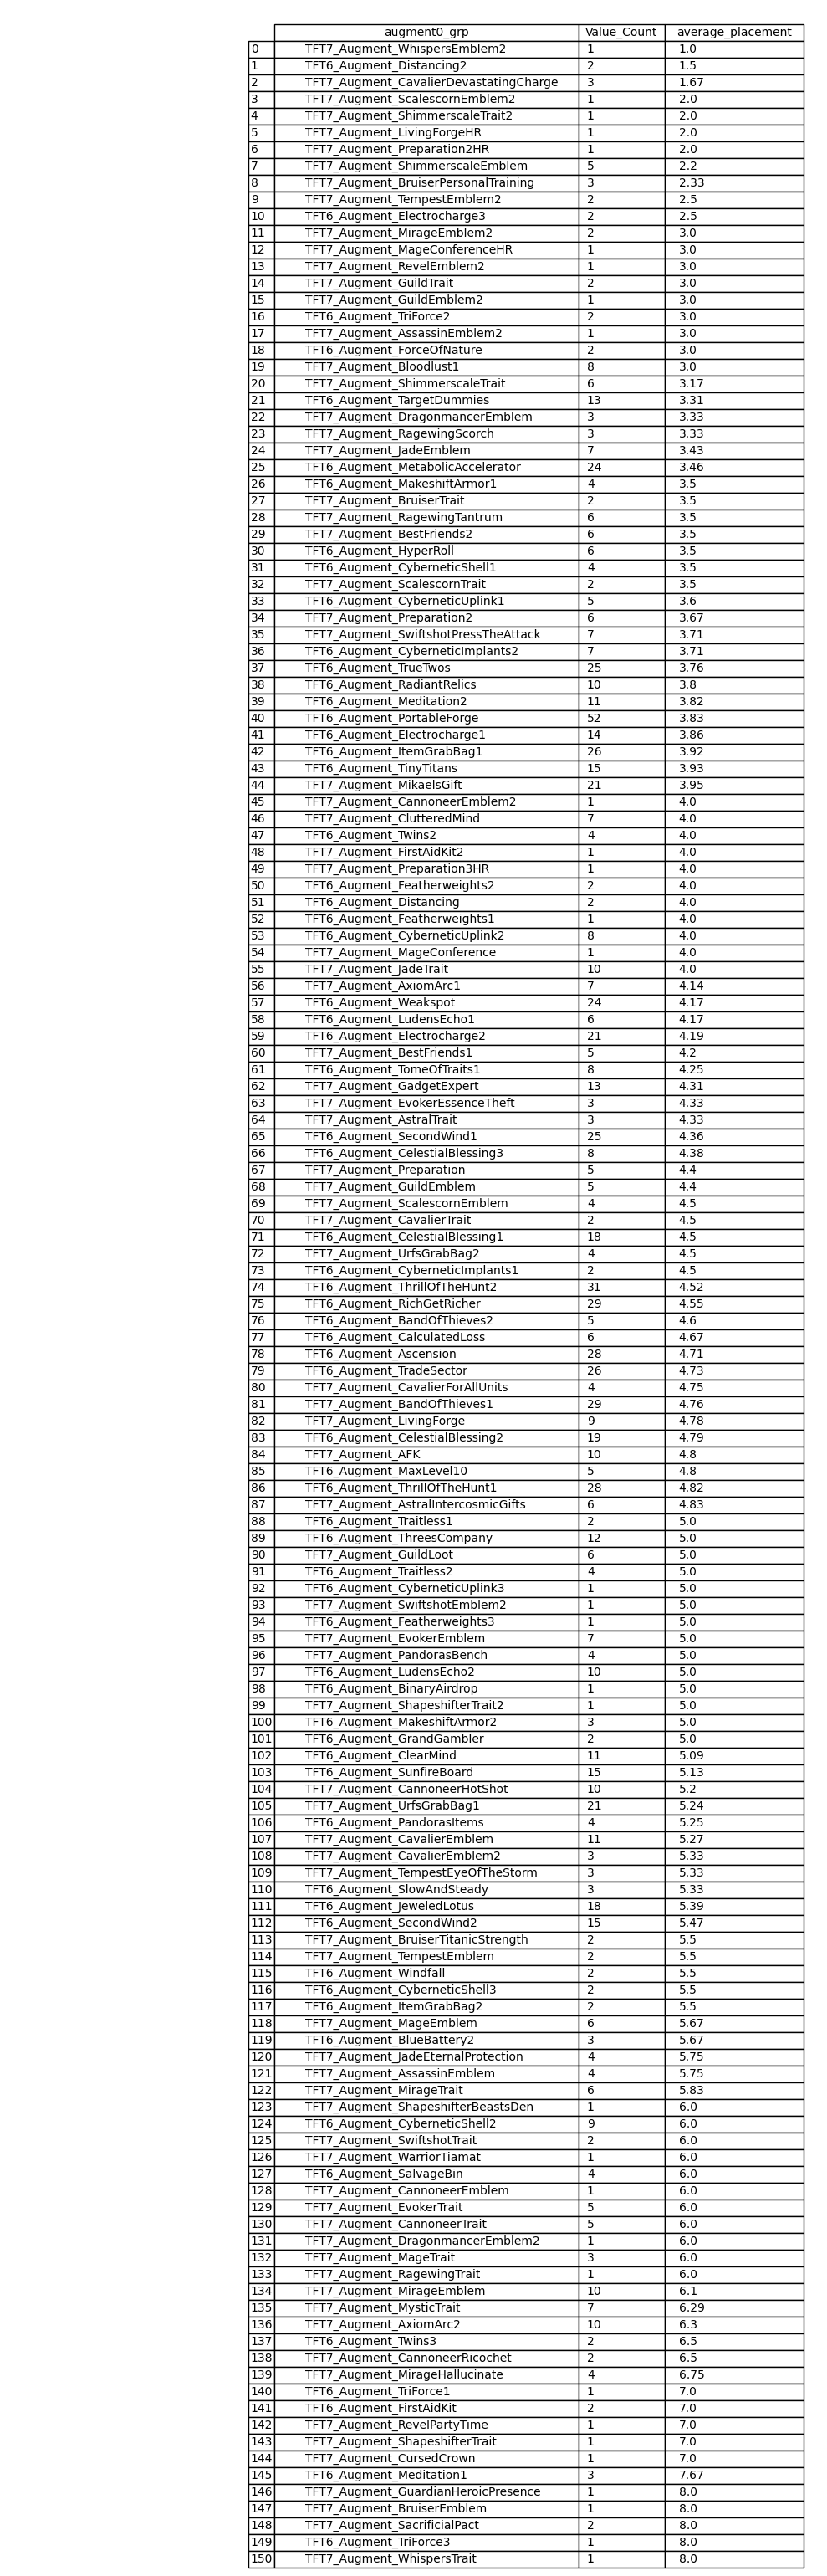 augment0_grp Value_Count average_placement
0 TFT7_Augment_WhispersEmblem2 1 1.0
1 TFT6_Augment_Distancing2 2 1.5
2 TFT7_Augment_CavalierDevastatingCharge 3 1.67
3 TFT7_Augment_ScalescornEmblem2 1 2.0
4 TFT7_Augment_ShimmerscaleTrait2 1 2.0
5 TFT7_Augment_LivingForgeHR 1 2.0
6 TFT7_Augment_Preparation2HR 1 2.0
7 TFT7_Augment_ShimmerscaleEmblem 5 2.2
8 TFT7_Augment_BruiserPersonalTraining 3 2.33
9 TFT7_Augment_TempestEmblem2 2 2.5
10 TFT6_Augment_Electrocharge3 2 2.5
11 TFT7_Augment_MirageEmblem2 2 3.0
12 TFT7_Augment_MageConferenceHR 1 3.0
13 TFT7_Augment_RevelEmblem2 1 3.0
14 TFT7_Augment_GuildTrait 2 3.0
15 TFT7_Augment_GuildEmblem2 1 3.0
16 TFT6_Augment_TriForce2 2 3.0
17 TFT7_Augment_AssassinEmblem2 1 3.0
18 TFT6_Augment_ForceOfNature 2 3.0
19 TFT7_Augment_Bloodlust1 8 3.0
20 TFT7_Augment_ShimmerscaleTrait 6 3.17
21 TFT6_Augment_TargetDummies 13 3.31
22 TFT7_Augment_DragonmancerEmblem 3 3.33
23 TFT7_Augment_RagewingScorch 3 3.33
24 TFT7_Augment_JadeEmblem 7 3.43
25 TFT6_Augment_MetabolicAccelerator 24 3.46
26 TFT6_Augment_MakeshiftArmor1 4 3.5
27 TFT7_Augment_BruiserTrait 2 3.5
28 TFT7_Augment_RagewingTantrum 6 3.5
29 TFT7_Augment_BestFriends2 6 3.5
30 TFT6_Augment_HyperRoll 6 3.5
31 TFT6_Augment_CyberneticShell1 4 3.5
32 TFT7_Augment_ScalescornTrait 2 3.5
33 TFT6_Augment_CyberneticUplink1 5 3.6
34 TFT7_Augment_Preparation2 6 3.67
35 TFT7_Augment_SwiftshotPressTheAttack 7 3.71
36 TFT6_Augment_CyberneticImplants2 7 3.71
37 TFT6_Augment_TrueTwos 25 3.76
38 TFT6_Augment_RadiantRelics 10 3.8
39 TFT6_Augment_Meditation2 11 3.82
40 TFT6_Augment_PortableForge 52 3.83
41 TFT6_Augment_Electrocharge1 14 3.86
42 TFT6_Augment_ItemGrabBag1 26 3.92
43 TFT6_Augment_TinyTitans 15 3.93
44 TFT7_Augment_MikaelsGift 21 3.95
45 TFT7_Augment_CannoneerEmblem2 1 4.0
46 TFT7_Augment_ClutteredMind 7 4.0
47 TFT6_Augment_Twins2 4 4.0
48 TFT7_Augment_FirstAidKit2 1 4.0
49 TFT7_Augment_Preparation3HR 1 4.0
50 TFT6_Augment_Featherweights2 2 4.0
51 TFT6_Augment_Distancing 2 4.0
52 TFT6_Augment_Featherweights1 1 4.0
53 TFT6_Augment_CyberneticUplink2 8 4.0
54 TFT7_Augment_MageConference 1 4.0
55 TFT7_Augment_JadeTrait 10 4.0
56 TFT7_Augment_AxiomArc1 7 4.14
57 TFT6_Augment_Weakspot 24 4.17
58 TFT6_Augment_LudensEcho1 6 4.17
59 TFT6_Augment_Electrocharge2 21 4.19
60 TFT7_Augment_BestFriends1 5 4.2
61 TFT6_Augment_TomeOfTraits1 8 4.25
62 TFT7_Augment_GadgetExpert 13 4.31
63 TFT7_Augment_EvokerEssenceTheft 3 4.33
64 TFT7_Augment_AstralTrait 3 4.33
65 TFT6_Augment_SecondWind1 25 4.36
66 TFT6_Augment_CelestialBlessing3 8 4.38
67 TFT7_Augment_Preparation 5 4.4
68 TFT7_Augment_GuildEmblem 5 4.4
69 TFT7_Augment_ScalescornEmblem 4 4.5
70 TFT7_Augment_CavalierTrait 2 4.5
71 TFT6_Augment_CelestialBlessing1 18 4.5
72 TFT7_Augment_UrfsGrabBag2 4 4.5
73 TFT6_Augment_CyberneticImplants1 2 4.5
74 TFT6_Augment_ThrillOfTheHunt2 31 4.52
75 TFT6_Augment_RichGetRicher 29 4.55
76 TFT6_Augment_BandOfThieves2 5 4.6
77 TFT6_Augment_CalculatedLoss 6 4.67
78 TFT6_Augment_Ascension 28 4.71
79 TFT6_Augment_TradeSector 26 4.73
80 TFT7_Augment_CavalierForAllUnits 4 4.75
81 TFT7_Augment_BandOfThieves1 29 4.76
82 TFT7_Augment_LivingForge 9 4.78
83 TFT6_Augment_CelestialBlessing2 19 4.79
84 TFT7_Augment_AFK 10 4.8
85 TFT6_Augment_MaxLevel10 5 4.8
86 TFT6_Augment_ThrillOfTheHunt1 28 4.82
87 TFT7_Augment_AstralIntercosmicGifts 6 4.83
88 TFT6_Augment_Traitless1 2 5.0
89 TFT6_Augment_ThreesCompany 12 5.0
90 TFT7_Augment_GuildLoot 6 5.0
91 TFT6_Augment_Traitless2 4 5.0
92 TFT6_Augment_CyberneticUplink3 1 5.0
93 TFT7_Augment_SwiftshotEmblem2 1 5.0
94 TFT6_Augment_Featherweights3 1 5.0
95 TFT7_Augment_EvokerEmblem 7 5.0
96 TFT7_Augment_PandorasBench 4 5.0
97 TFT6_Augment_LudensEcho2 10 5.0
98 TFT6_Augment_BinaryAirdrop 1 5.0
99 TFT7_Augment_ShapeshifterTrait2 1 5.0
100 TFT6_Augment_MakeshiftArmor2 3 5.0
101 TFT6_Augment_GrandGambler 2 5.0
102 TFT6_Augment_ClearMind 11 5.09
103 TFT6_Augment_SunfireBoard 15 5.13
104 TFT7_Augment_CannoneerHotShot 10 5.2
105 TFT7_Augment_UrfsGrabBag1 21 5.24
106 TFT6_Augment_PandorasItems 4 5.25
107 TFT7_Augment_CavalierEmblem 11 5.27
108 TFT7_Augment_CavalierEmblem2 3 5.33
109 TFT7_Augment_TempestEyeOfTheStorm 3 5.33
110 TFT6_Augment_SlowAndSteady 3 5.33
111 TFT6_Augment_JeweledLotus 18 5.39
112 TFT6_Augment_SecondWind2 15 5.47
113 TFT7_Augment_BruiserTitanicStrength 2 5.5
114 TFT7_Augment_TempestEmblem 2 5.5
115 TFT6_Augment_Windfall 2 5.5
116 TFT6_Augment_CyberneticShell3 2 5.5
117 TFT6_Augment_ItemGrabBag2 2 5.5
118 TFT7_Augment_MageEmblem 6 5.67
119 TFT6_Augment_BlueBattery2 3 5.67
120 TFT7_Augment_JadeEternalProtection 4 5.75
121 TFT7_Augment_AssassinEmblem 4 5.75
122 TFT7_Augment_MirageTrait 6 5.83
123 TFT7_Augment_ShapeshifterBeastsDen 1 6.0
124 TFT6_Augment_CyberneticShell2 9 6.0
125 TFT7_Augment_SwiftshotTrait 2 6.0
126 TFT7_Augment_WarriorTiamat 1 6.0
127 TFT6_Augment_SalvageBin 4 6.0
128 TFT7_Augment_CannoneerEmblem 1 6.0
129 TFT7_Augment_EvokerTrait 5 6.0
130 TFT7_Augment_CannoneerTrait 5 6.0
131 TFT7_Augment_DragonmancerEmblem2 1 6.0
132 TFT7_Augment_MageTrait 3 6.0
133 TFT7_Augment_RagewingTrait 1 6.0
134 TFT7_Augment_MirageEmblem 10 6.1
135 TFT7_Augment_MysticTrait 7 6.29
136 TFT7_Augment_AxiomArc2 10 6.3
137 TFT6_Augment_Twins3 2 6.5
138 TFT7_Augment_CannoneerRicochet 2 6.5
139 TFT7_Augment_MirageHallucinate 4 6.75
140 TFT6_Augment_TriForce1 1 7.0
141 TFT6_Augment_FirstAidKit 2 7.0
142 TFT7_Augment_RevelPartyTime 1 7.0
143 TFT7_Augment_ShapeshifterTrait 1 7.0
144 TFT7_Augment_CursedCrown 1 7.0
145 TFT6_Augment_Meditation1 3 7.67
146 TFT7_Augment_GuardianHeroicPresence 1 8.0
147 TFT7_Augment_BruiserEmblem 1 8.0
148 TFT7_Augment_SacrificialPact 2 8.0
149 TFT6_Augment_TriForce3 1 8.0
150 TFT7_Augment_WhispersTrait 1 8.0